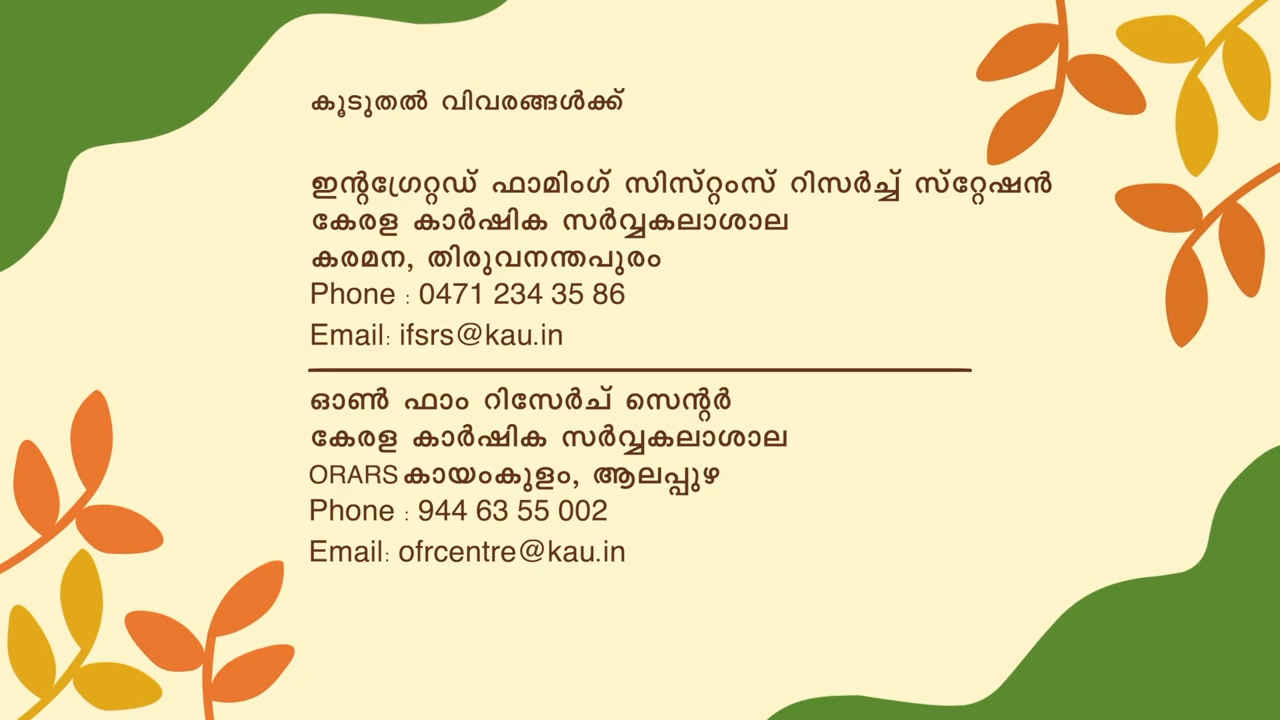 കൂടുതൽ വിവരങ്ങൾക്ക്
ഇന്റഗ്രേറ്റഡ് ഫാമിംഗ് സിസ്റ്റംസ് റിസർച്ച് സ്റ്റേഷൻ
കേരള കാർഷിക സർവ്വകലാശാല
കരമന, തിരുവനന്തപുരം
Phone : 0471 234 35 86
Email: ifsrs@kau.in
ഓൺ ഫാം റിസേർച് സെന്റർ
കേരള കാർഷിക സർവ്വകലാശാല
ORARS കായംകുളം, ആലപ്പുഴ
Phone : 944 63 55 002
Email: ofrcentre@kau.in